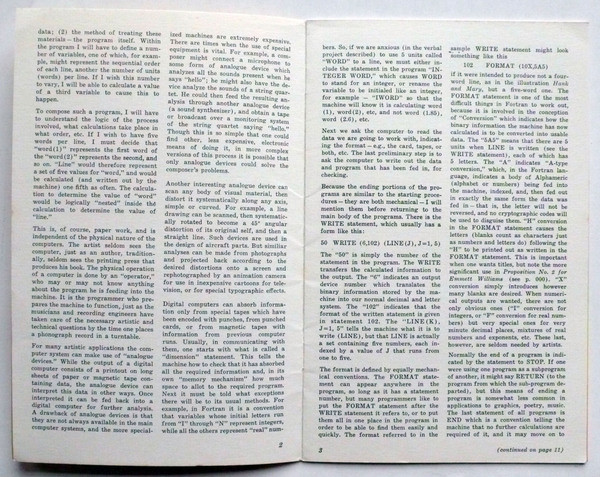 data; (2) the method of treating these
materials — the program itself. Within
the program I will have to define a num-
ber of variables, one of which, for exam-
ple, might represent the sequential order
of each line, another the number of units
(words) per line. If I wish this number
to vary, I will be able to calculate a value
of a third variable to cause this to
happen.
To compose such a program, I will have
to understand the logic of the process
involved, what calculations take place in
what order, etc. If I wish to have five
words per line, I must decide that
"word(1)" represents the first word of
the "word(2)" represents the second, and
so on. "Line" would therefore represent
a set of five values for "word," and would
be calculated (and written out by the
machine) one fifth as often. The calcula-
tion to determine the value of "word"
would be logically "nested" inside the
calculation to determine the value of
"line."
This is, of course, paper work, and is
independent of the physical nature of the
computers. The artist seldom sees the
computer, just as an author, tradition-
ally, seldom sees the printing press that
produces his book. The physical operation
of a computer is done by an "operator,"
who may or may not know anything
about the program he is feeding into the
machine. It is the programmer who pre-
pares the machine to function, just as the
musicians and recording engineers have
taken care of the necessary artistic and
technical questions by the time one places
a phonograph record in a turntable.
For many artistic applications the com-
puter system can make use of "analogue
devices." While the output of a digital
computer consists of a printout on long
sheets of paper or magnetic tape con-
taining data, the analogue device can
interpret this data in other ways. Once
interpreted it can be fed back into a
digital computer for further analysis.
A drawback of analogue devices is that
they are not always available in the main
computer systems, and the more special-
ized machines are extremely expensive.
There are times when the use of special
equipment is vital. For example, a com-
poser might connect a microphone to
some form of analogue device which
analyzes all the sounds present when he
says "hello"; he might also have the de-
vice analyze the sounds of a string quar-
tet. He could then feed the resulting an-
alysis through another analogue device
(a sound synthesizer), and obtain a tape
or broadcast over a monitoring system
of the string quartet saying "hello."
Though this is so simple that one could
find other, less expensive, electronic
means of doing it, in more complex
versions of this process it is possible that
only analogue devices could solve the
composer's problems.
Another interesting analogue device can
scan any body of visual material, then
distort it systematically along any axis,
simple or curved. For example, a line
drawing can be scanned, then systemati-
cally rotated to become a 45° angular
distortion of its original self, and then a
straight line. Such devices are used in
the design of aircraft parts. But similar
analyses can be made from photographs
and projected back according to the
desired distortions onto a screen and
rephotographed by an animation camera
for use in inexpensive cartoons for tele-
vision, or for special typographic effects.
Digital computers can absorb informa-
tion only from special tapes which have
been encoded with punches, from punched
cards, or from magnetic tapes with
information from previous computer
runs. Usually, in communicating with
them, one starts with what is called a
"dimension" statement. This tells the
machine how to check that it has absorbed
all the required information and, in its
own "memory mechanism" how much
space to allot to the required program.
Next it must be told what exceptions
there will be to its usual methods. For
example, in Fortran it is a convention
that variables whose initial letters run
from "I" through "N" represent integers,
while all the others represent "real" num-
2
bers. So, if we are anxious (in the verbal
project described) to use 5 units called
"WORD" to a line, we must either in-
clude the statement in the program "IN-
TEGER WORD," which causes WORD
to stand for an integer, or rename the
variable to be initialed like an integer,
for example — "IWORD" so that the
machine will know it is calculating word
(1), word(2), etc, and not word (1.85),
word (2.6), etc.
Next we ask the computer to read the
data we are going to work with, indicat-
ing the format — e.g., the card, tapes, or
both, etc. The last preliminary step is to
ask the computer to write out the data
and program that has been fed in, for
checking.
Because the endings of the pro-
grams are similar to the starting proce-
dures — they are both mechanical — I will
mention them before returning to the
main body of the programs. There is the
WRITE statement, which usually has a
form like this:
50 WRITE (6,102) (LINE(J), J=1, 5)
The "50" is simply the number of the
statement in the program. The WRITE
transfers the calculated information to
the output. The "6" indicates an output
device number which translates the
binary information stored by the ma-
chine into our normal decimal and letter
system. The "102" indicates that the
format of the written statement is given
in statement 102. The "LINE(K),
J=1, 5" tells the machine what it is to
write (LINE), but that LINE is actually
a set containing five numbers, each in-
dexed by a value of J that runs from
one to five.
The format is defined by equally mechan-
ical conventions. The FORMAT state-
ment can appear anywhere in the
program, so long as it has a statement
number, but many programmers like to
put the FORMAT statement after the
WRITE statement it refers to, or to put
them all in one place in the program in
order to be able to find them easily and
quickly. The format referred to in the
3
sample WRITE statement might look
something like this
102 FORMAT (10X,5A5)
if it were intended to produce not a four-
word line, as in the illustration Hank
and Mary, but a five-word one. The
FORMAT statement is one of the most
difficult things in Fortran to work out,
because it is involved in the conception
of "Conversion" which indicates how the
binary information the machine has now
calculated is to be converted into usable
data. The "5A5" means that there are 5
units when LINE is written (see the
WRITE statement), each of which has
5 letters. The "A" indicates "A-type
conversion," which, in the Fortran lan-
guage, indicates a body of Alphameric
(alphabet or numbers) being fed into
the machine, indexed, and, then fed out
in exactly the same form the data was
fed in — that is, the letter will not be
reversed, and no cryptographic codes will
be used to disguise them. "H" conversion
in the FORMAT statement causes the
letters (blanks count as characters just
as numbers and letters do) following the
"H" to be printed out as written in the
FORMAT statement. This is important
when one wants titles, but note the more
significant use in Proposition No. 2 for
Emmett Williams (see p. 000). "X"
conversion simply introduces however
many blanks are desired. When numeri-
cal outputs are wanted, there are not
only obvious ones ("I" conversion for
integers, or "F" conversion for real num-
bers) but very special ones for very
minute decimal places, mixtures of real
numbers and exponents, etc. These last,
however, are seldom needed by artists.
Normally the end of a program is indi-
cated by the statement to STOP. If one
were using one program as a subprogram
of another, it might say RETURN (to the
program from which the sub-program de-
parted), but this means of ending a
program is somewhat less common in
applications to graphics, poetry, music.
The last statement of all programs is
END which is a convention telling the
machine that no further calculations are
required of it, and it may move on to
(continued on page 11)